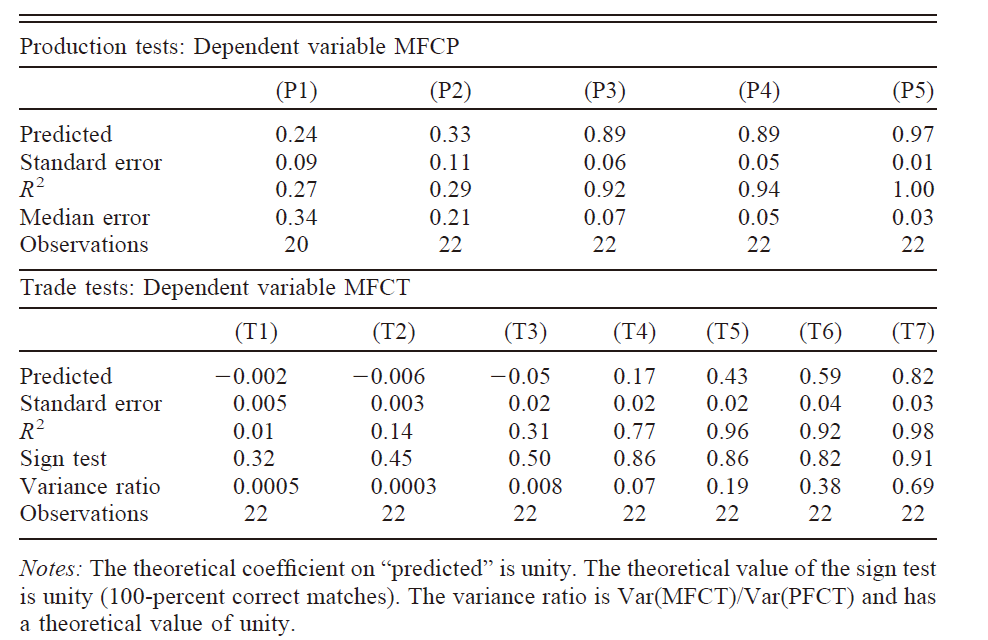 Production tests: Dependent variable MFCP
(P1) (P2) (P3) (P4) (P5)
Predicted 0.24 0.33 0.89 0.89 0.97
Standard error 0.09 0.11 0.06 0.05 0.01
R² 0.27 0.29 0.92 0.94 1.00
Median error 0.34 0.21 0.07 0.05 0.03
Observations 20 22 22 22 22
Trade tests: Dependent variable MFCT
(T1) (T2) (T3) (T4) (T5) (T6) (T7)
Predicted −0.002 −0.006 −0.05 0.17 0.43 0.59 0.82
Standard error 0.005 0.003 0.02 0.02 0.02 0.04 0.03
R² 0.01 0.14 0.31 0.77 0.96 0.92 0.98
Sign test 0.32 0.45 0.50 0.86 0.86 0.82 0.91
Variance ratio 0.0005 0.0003 0.008 0.07 0.19 0.38 0.69
Observations 22 22 22 22 22 22 22
Notes: The theoretical coefficient on “predicted” is unity. The theoretical value of the sign test
is unity (100-percent correct matches). The variance ratio is Var(MFCT)/Var(PFCT) and has
a theoretical value of unity.